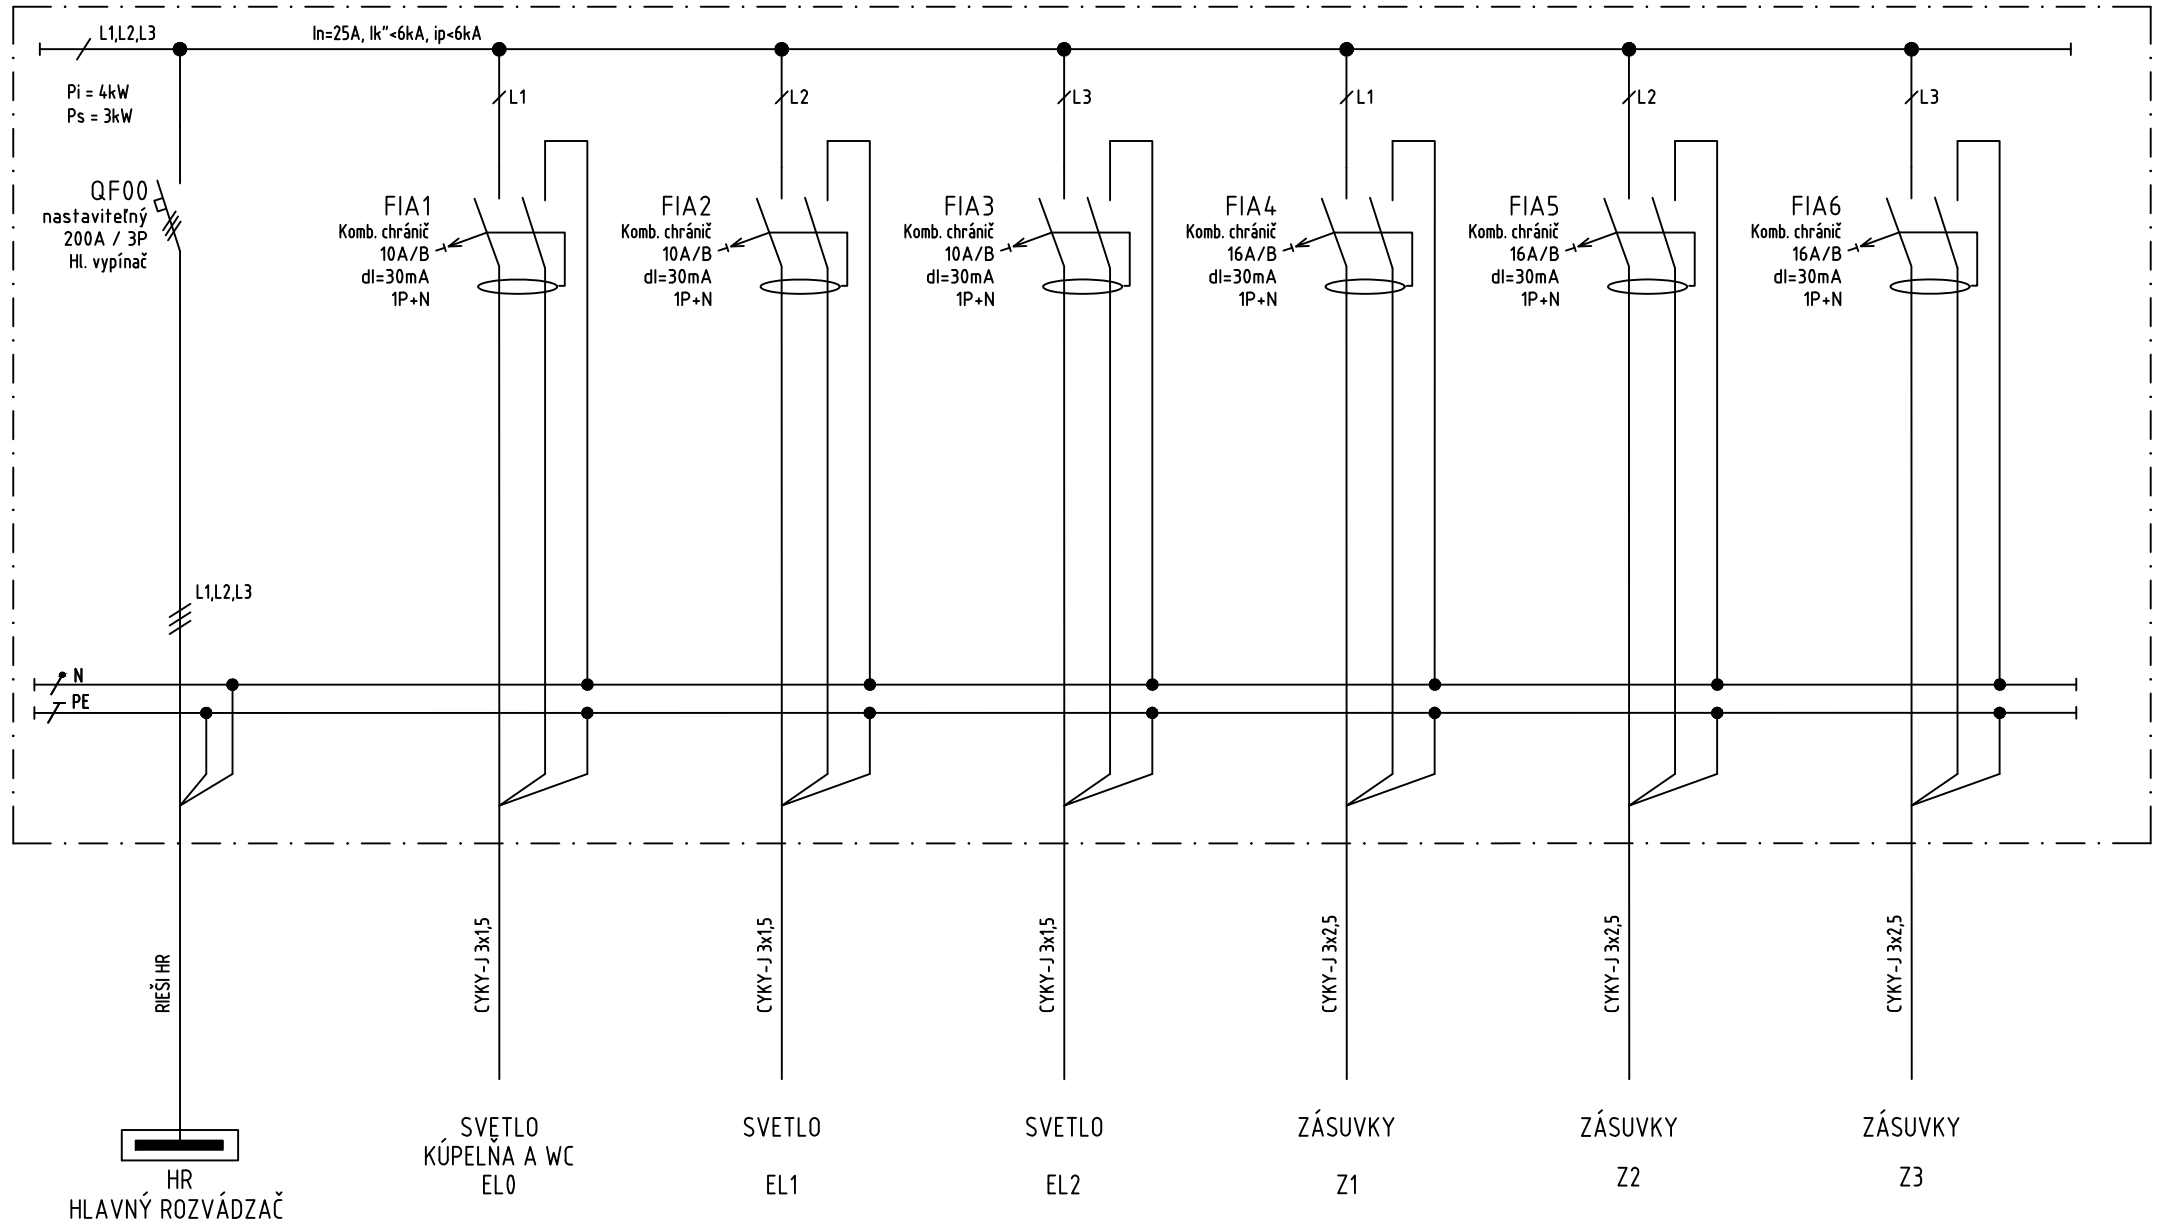 L1,L2,L3
In=25A, Ik"<6kA, ip<6kA
Pi = 4kW
Ps = 3kW
L1
L2
L3
L1
L2
L3
QF00
nastaviteľný
200A / 3P
Hl. vypínač
FIA1
Komb. chránič
10A/B
dI=30mA
1P+N
FIA2
Komb. chránič
10A/B
dI=30mA
1P+N
FIA3
Komb. chránič
10A/B
dI=30mA
1P+N
FIA4
Komb. chránič
16A/B
dI=30mA
1P+N
FIA5
Komb. chránič
16A/B
dI=30mA
1P+N
FIA6
Komb. chránič
16A/B
dI=30mA
1P+N
L1,L2,L3
N
PE
RIEŠI HR
CYKY-J 3x1,5
CYKY-J 3x1,5
CYKY-J 3x1,5
CYKY-J 3x2,5
CYKY-J 3x2,5
CYKY-J 3x2,5
HR
HLAVNÝ ROZVÁDZAČ
SVETLO
KÚPELŇA A WC
EL0
SVETLO
EL1
SVETLO
EL2
ZÁSUVKY
Z1
ZÁSUVKY
Z2
ZÁSUVKY
Z3